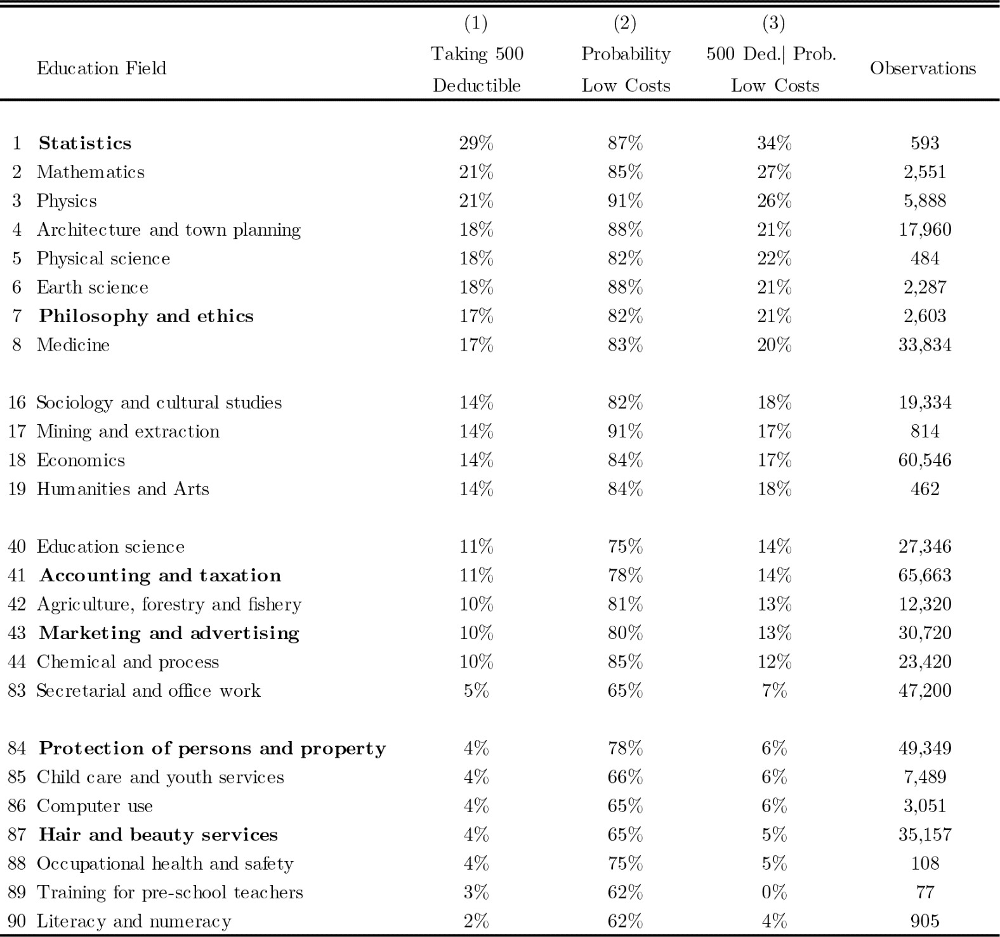 (1) (2) (3)
Taking 500 Probability 500 Ded.| Prob.
Education Field Observations
Deductible Low Costs Low Costs
1 Statistics 29% 87% 34% 593
2 Mathematics 21% 85% 27% 2,551
3 Physics 21% 91% 26% 5,888
4 Architecture and town planning 18% 88% 21% 17,960
5 Physical science 18% 82% 22% 484
6 Earth science 18% 88% 21% 2,287
7 Philosophy and ethics 17% 82% 21% 2,603
8 Medicine 17% 83% 20% 33,834
16 Sociology and cultural studies 14% 82% 18% 19,334
17 Mining and extraction 14% 91% 17% 814
18 Economics 14% 84% 17% 60,546
19 Humanities and Arts 14% 84% 18% 462
40 Education science 11% 75% 14% 27,346
41 Accounting and taxation 11% 78% 14% 65,663
42 Agriculture, forestry and fishery 10% 81% 13% 12,320
43 Marketing and advertising 10% 80% 13% 30,720
44 Chemical and process 10% 85% 12% 23,420
83 Secretarial and office work 5% 65% 7% 47,200
84 Protection of persons and property 4% 78% 6% 49,349
85 Child care and youth services 4% 66% 6% 7,489
86 Computer use 4% 65% 6% 3,051
87 Hair and beauty services 4% 65% 5% 35,157
88 Occupational health and safety 4% 75% 5% 108
89 Training for pre-school teachers 3% 62% 0% 77
90 Literacy and numeracy 2% 62% 4% 905